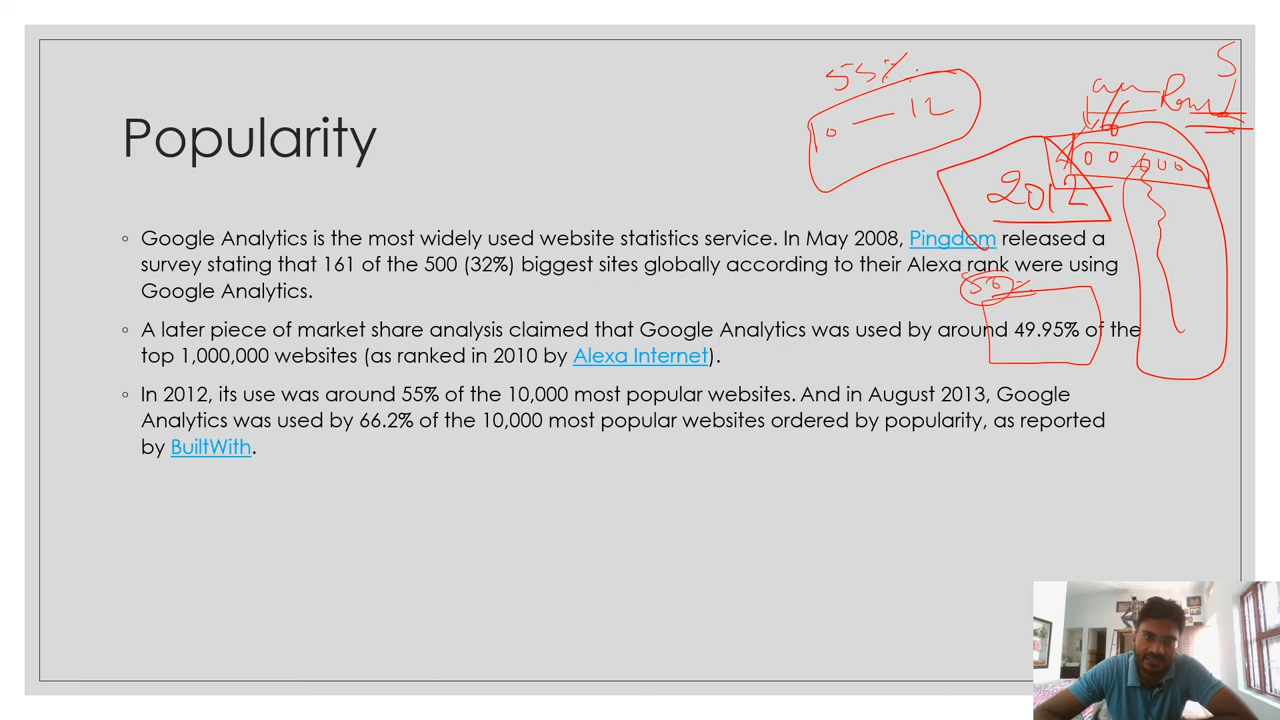 55%
10 — 12
2012
Popularity
◦ Google Analytics is the most widely used website statistics service. In May 2008, Pingdom released a
survey stating that 161 of the 500 (32%) biggest sites globally according to their Alexa rank were using
Google Analytics.
◦ A later piece of market share analysis claimed that Google Analytics was used by around 49.95% of the
top 1,000,000 websites (as ranked in 2010 by Alexa Internet).
◦ In 2012, its use was around 55% of the 10,000 most popular websites. And in August 2013, Google
Analytics was used by 66.2% of the 10,000 most popular websites ordered by popularity, as reported
by BuiltWith.